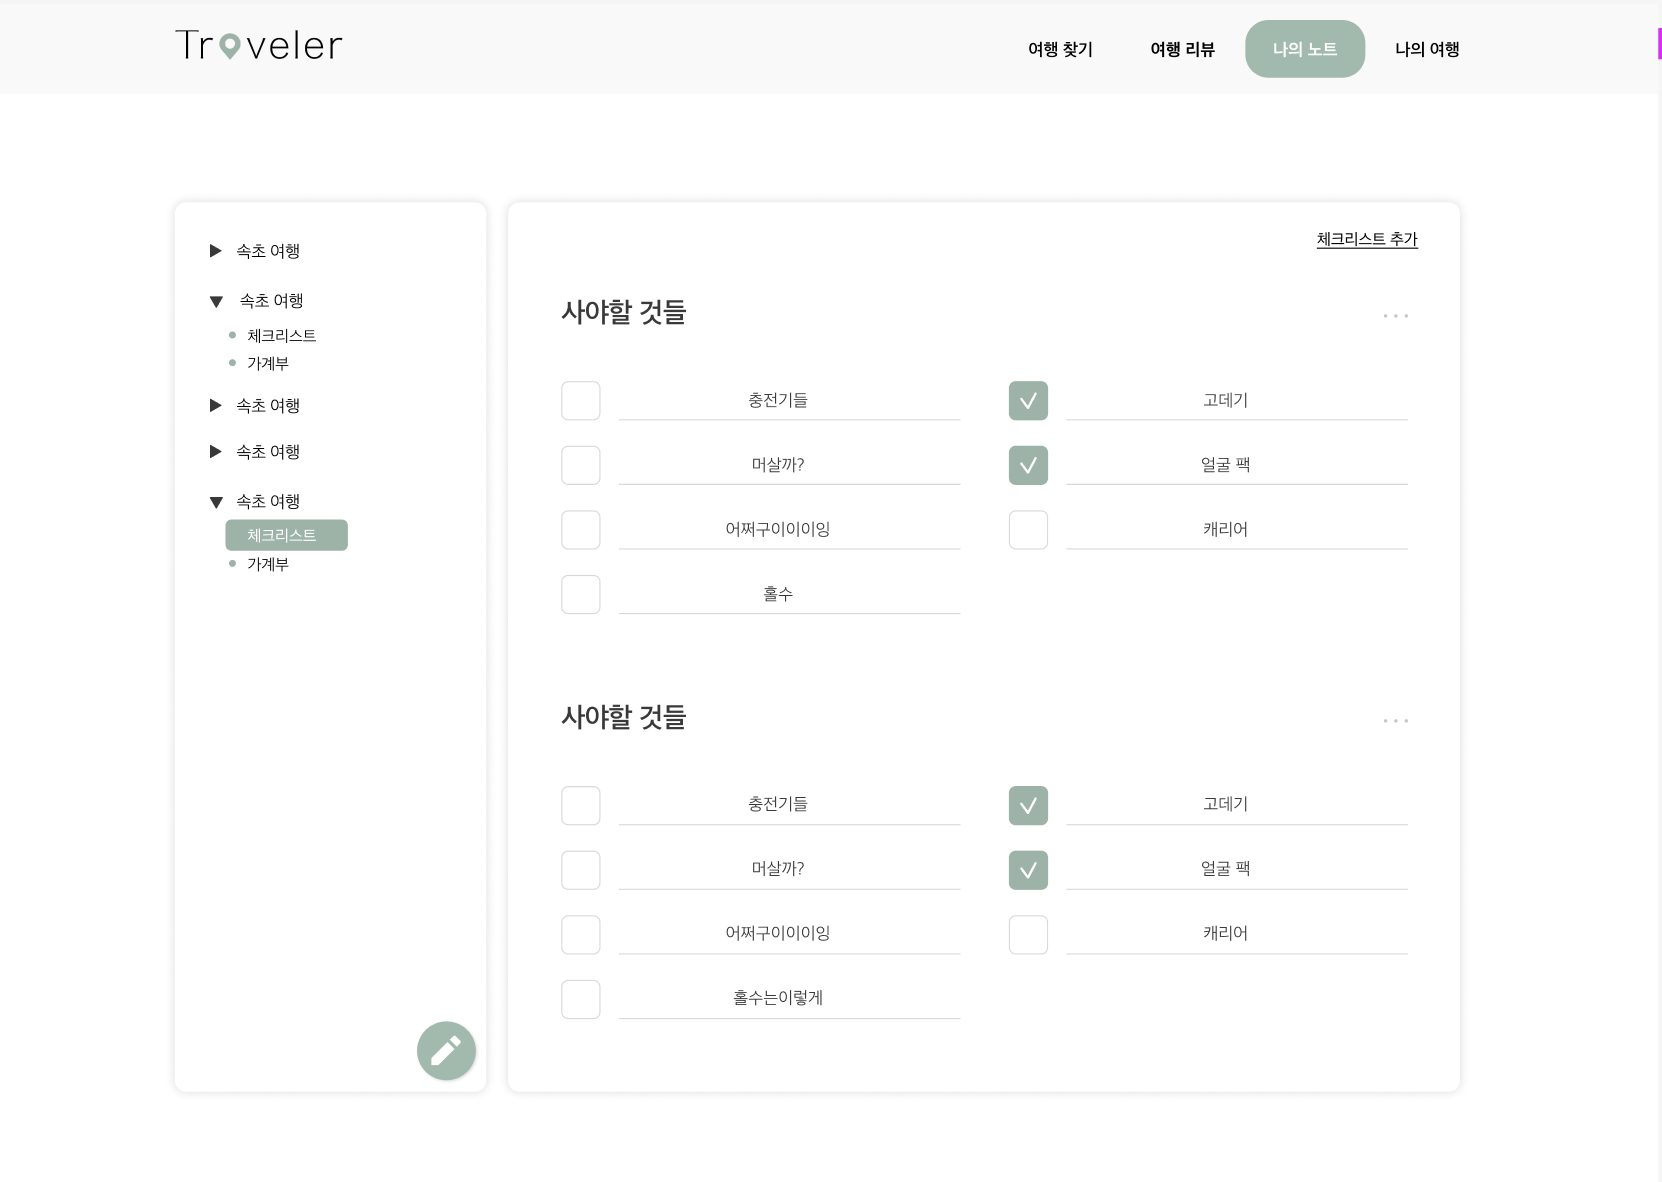 Troveler
여행 찾기
여행 리뷰
나의 노트
나의 여행
속초 여행
속초 여행
체크리스트
가계부
속초 여행
속초 여행
속초 여행
체크리스트
가계부
체크리스트 추가
사야할 것들
충전기들
고데기
머살까?
얼굴 팩
어쩌구이이이잉
캐리어
홀수
사야할 것들
충전기들
고데기
머살까?
얼굴 팩
어쩌구이이이잉
캐리어
홀수는이렇게